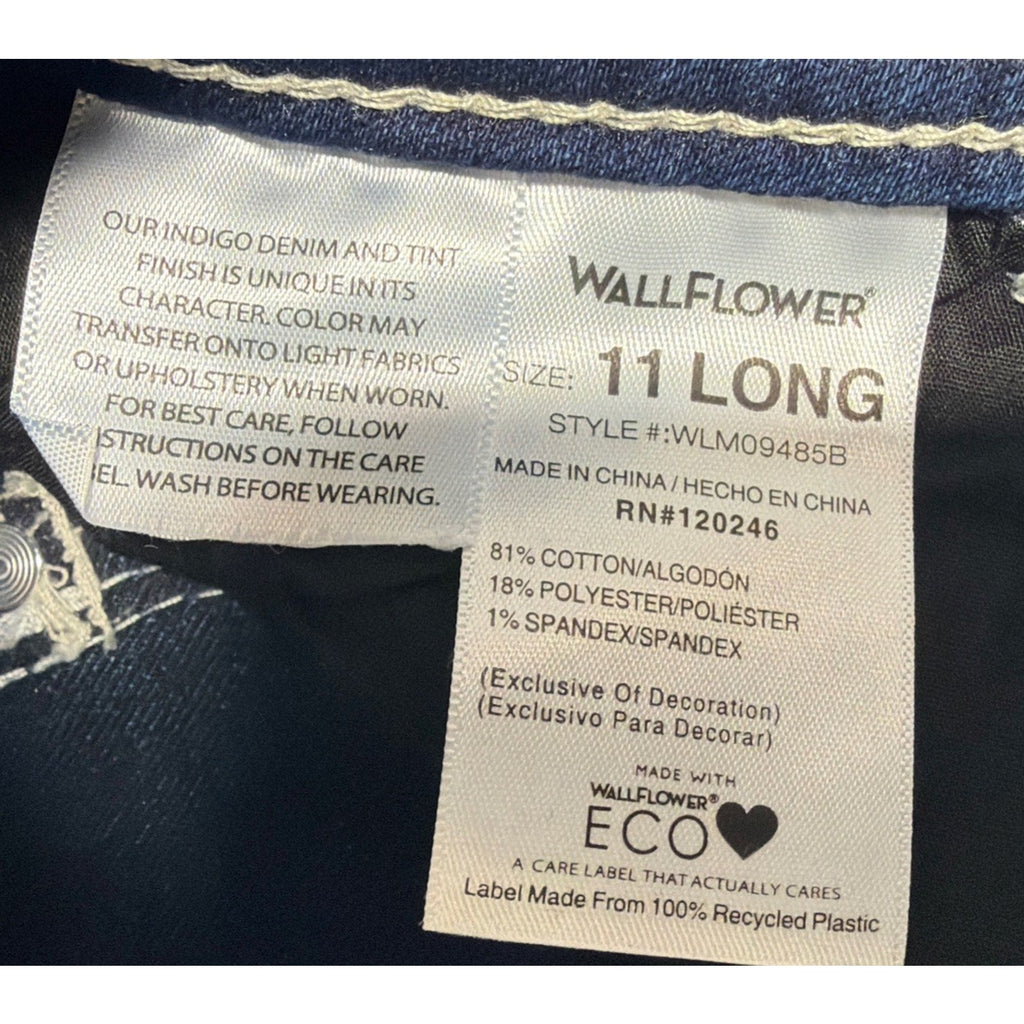 OUR INDIGO DENIM AND TINT
FINISH IS UNIQUE IN ITS
CHARACTER. COLOR MAY
TRANSFER ONTO LIGHT FABRICS
OR UPHOLSTERY WHEN WORN.
FOR BEST CARE, FOLLOW
STRUCTIONS ON THE CARE
EL. WASH BEFORE WEARING.
WALLFLOWER®
SIZE: 11 LONG
STYLE #:WLM09485B
MADE IN CHINA / HECHO EN CHINA
RN#120246
81% COTTON/ALGODÓN
18% POLYESTER/POLIÉSTER
1% SPANDEX/SPANDEX
(Exclusive Of Decoration)
(Exclusivo Para Decorar)
MADE WITH
WALLFLOWER®
ECO
A CARE LABEL THAT ACTUALLY CARES
Label Made From 100% Recycled Plastic